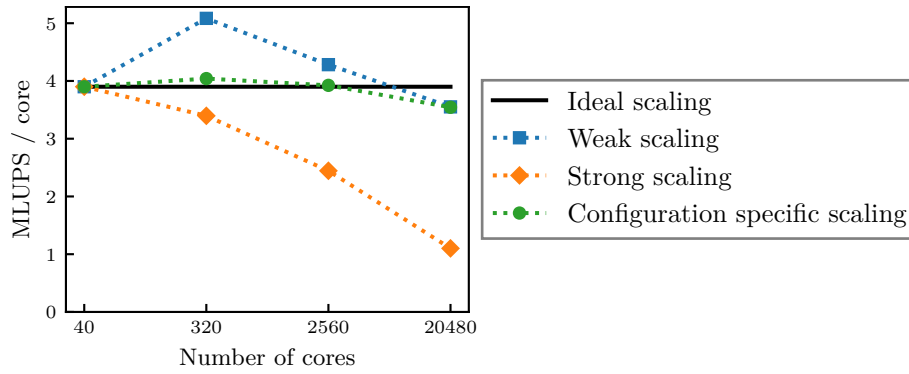 MLUPS / core
5
4
3
2
1
0
40 320 2560 20480
Number of cores
Ideal scaling
Weak scaling
Strong scaling
Configuration specific scaling